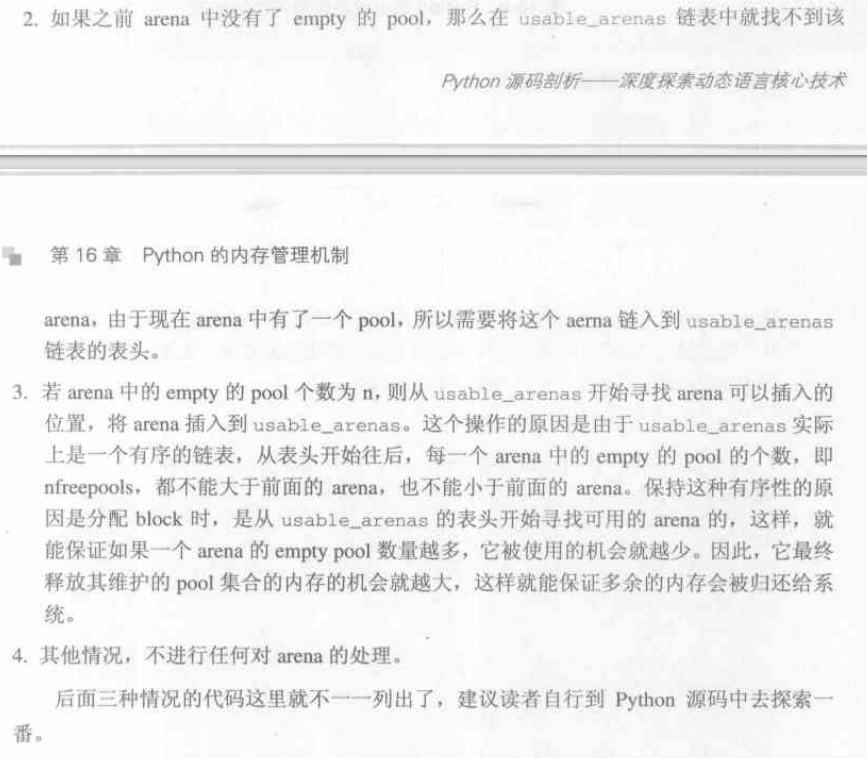 2. 如果之前 arena 中没有了 empty 的 pool，那么在 usable_arenas 链表中就找不到该
Python 源码剖析——深度探索动态语言核心技术
第 16 章 Python 的内存管理机制
arena，由于现在 arena 中有了一个 pool，所以需要将这个 aerna 链入到 usable_arenas
链表的表头。
3. 若 arena 中的 empty 的 pool 个数为 n，则从 usable_arenas 开始寻找 arena 可以插入的
位置，将 arena 插入到 usable_arenas。这个操作的原因是由于 usable_arenas 实际
上是一个有序的链表，从表头开始往后，每一个 arena 中的 empty 的 pool 的个数，即
nfreepools，都不能大于前面的 arena，也不能小于前面的 arena。保持这种有序性的原
因是分配 block 时，是从 usable_arenas 的表头开始寻找可用的 arena 的，这样，就
能保证如果一个 arena 的 empty pool 数量越多，它被使用的机会就越少。因此，它最终
释放其维护的 pool 集合的内存的机会就越大，这样就能保证多余的内存会被归还给系
统。
4. 其他情况，不进行任何对 arena 的处理。
后面三种情况的代码这里就不一一列出了，建议读者自行到 Python 源码中去探索一
番。